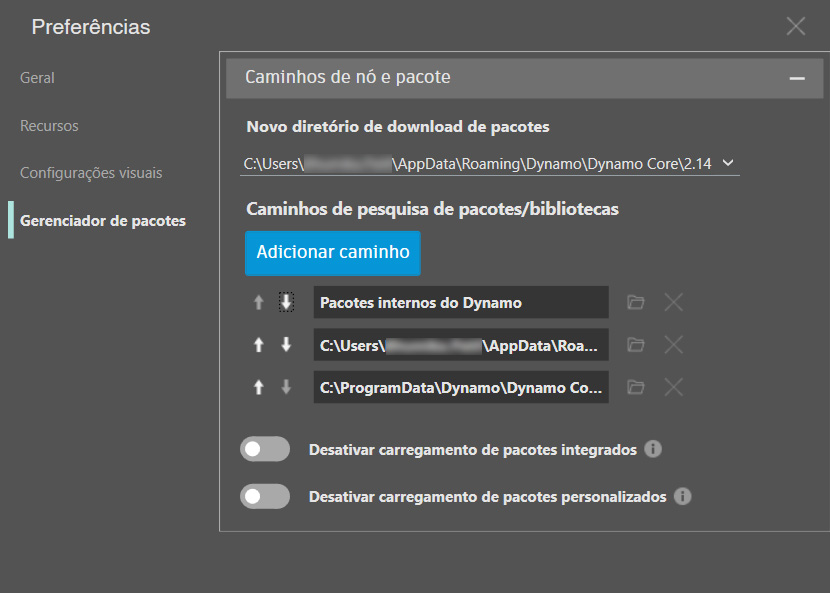 Preferências
Geral
Recursos
Configurações visuais
Gerenciador de pacotes
Caminhos de nó e pacote
Novo diretório de download de pacotes
C:\Users\ \AppData\Roaming\Dynamo\Dynamo Core\2.14
Caminhos de pesquisa de pacotes/bibliotecas
Adicionar caminho
Pacotes internos do Dynamo
C:\Users\ \AppData\Roa...
C:\ProgramData\Dynamo\Dynamo Co...
Desativar carregamento de pacotes integrados
Desativar carregamento de pacotes personalizados